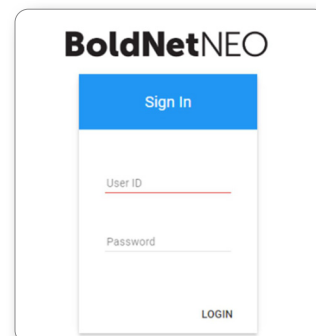 BoldNetNEO
Sign In
User ID
Password
LOGIN